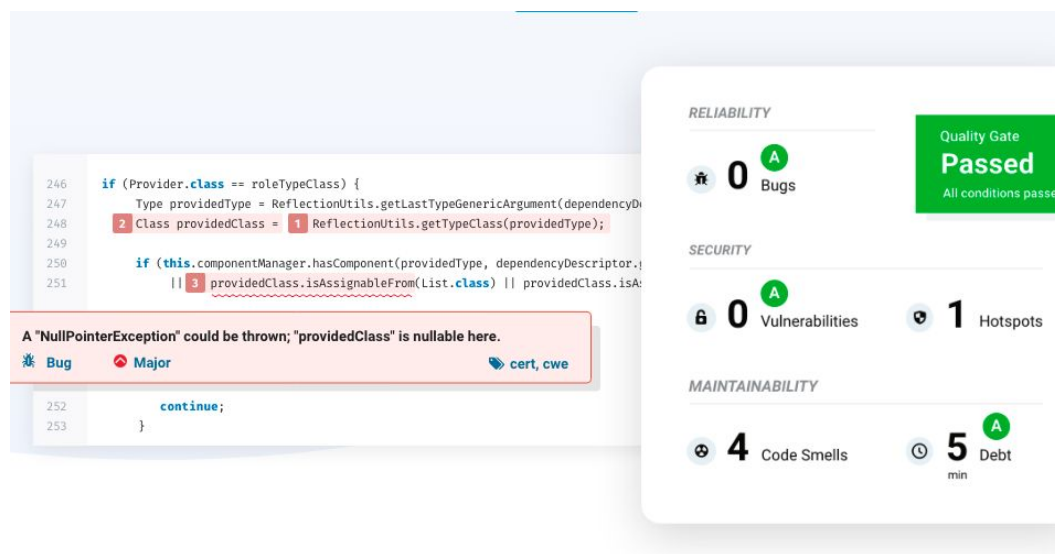 246 if (Provider.class == roleTypeClass) {
247 Type providedType = ReflectionUtils.getLastTypeGenericArgument(dependencyD
248 2 Class providedClass = 1 ReflectionUtils.getTypeClass(providedType);
249
250 if (this.componentManager.hasComponent(providedType, dependencyDescriptor.
251 || 3 providedClass.isAssignableFrom(List.class) || providedClass.isAs
A "NullPointerException" could be thrown; "providedClass" is nullable here.
Bug Major cert, cwe
252 continue;
253 }
RELIABILITY
0 A Bugs
Quality Gate
Passed
All conditions passe
SECURITY
0 A Vulnerabilities
1 Hotspots
MAINTAINABILITY
4 Code Smells
5 min A Debt